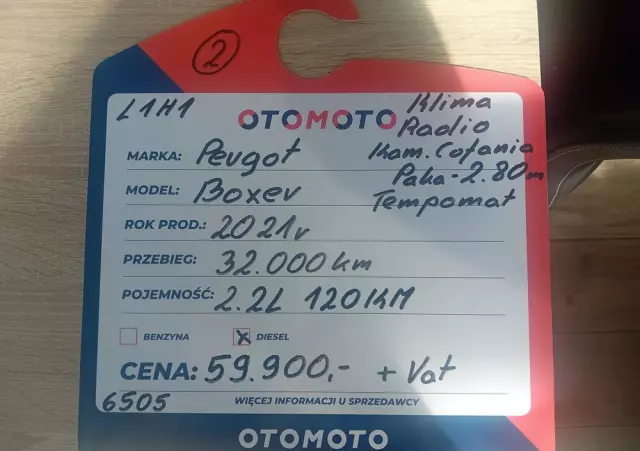 2
L1H1
OTOMOTO
Klima
Radio
Kam. Cofania
Paka - 2.80m
Tempomat
MARKA: Peugot
MODEL: Boxer
ROK PROD.: 2021r
PRZEBIEG: 32.000 km
POJEMNOŚĆ: 2.2L 120KM
BENZYNA X DIESEL
CENA: 59.900,- + Vat
6505 WIĘCEJ INFORMACJI U SPRZEDAWCY
OTOMOTO